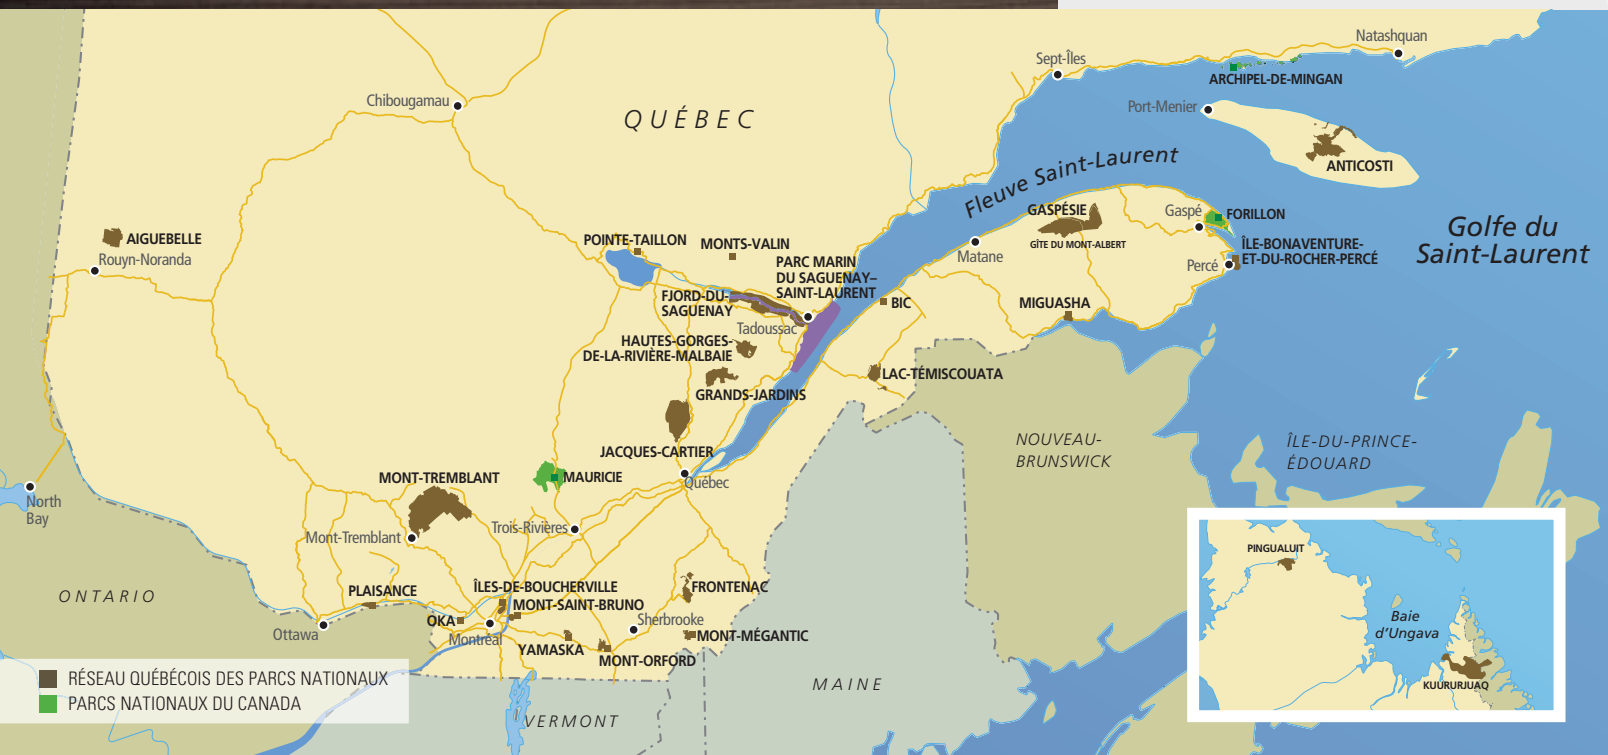 Natashquan
Sept-Îles
ARCHIPEL-DE-MINGAN
Chibougamau
Port-Menier
QUÉBEC
ANTICOSTI
Fleuve Saint-Laurent
GASPÉSIE
GÎTE DU MONT-ALBERT
Gaspé
FORILLON
Golfe du
Saint-Laurent
ÎLE-BONAVENTURE-
ET-DU-ROCHER-PERCÉ
Percé
Matane
MIGUASHA
AIGUEBELLE
Rouyn-Noranda
POINTE-TAILLON
MONTS-VALIN
PARC MARIN
DU SAGUENAY–
SAINT-LAURENT
FJORD-DU-
SAGUENAY
Tadoussac
BIC
HAUTES-GORGES-
DE-LA-RIVIÈRE-MALBAIE
GRANDS-JARDINS
LAC-TÉMISCOUATA
JACQUES-CARTIER
Québec
NOUVEAU-
BRUNSWICK
ÎLE-DU-PRINCE-
ÉDOUARD
MONT-TREMBLANT
MAURICIE
Trois-Rivières
Mont-Tremblant
North
Bay
ONTARIO
PLAISANCE
Ottawa
ÎLES-DE-BOUCHERVILLE
MONT-SAINT-BRUNO
OKA
Montréal
YAMASKA
FRONTENAC
Sherbrooke
MONT-MÉGANTIC
MONT-ORFORD
MAINE
VERMONT
PINGUALUIT
Baie
d'Ungava
KUURURJUAQ
RÉSEAU QUÉBÉCOIS DES PARCS NATIONAUX
PARCS NATIONAUX DU CANADA